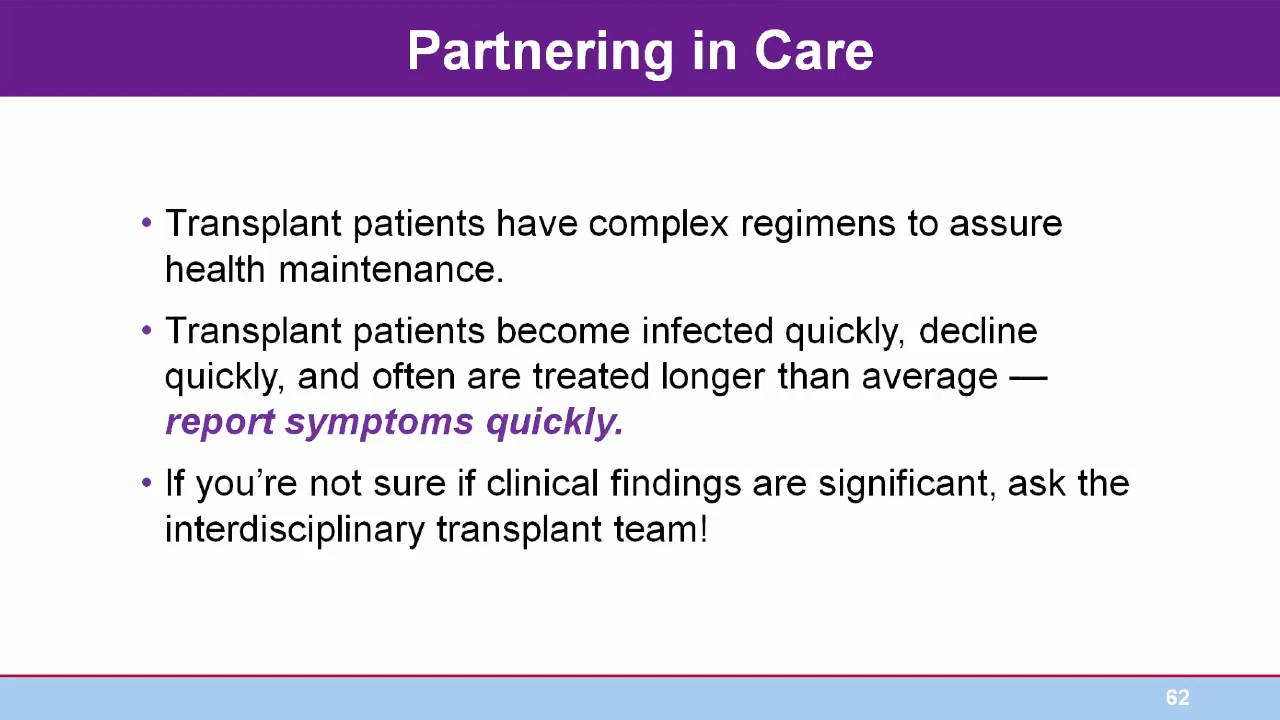 Partnering in Care
• Transplant patients have complex regimens to assure
health maintenance.
• Transplant patients become infected quickly, decline
quickly, and often are treated longer than average —
report symptoms quickly.
• If you’re not sure if clinical findings are significant, ask the
interdisciplinary transplant team!
62